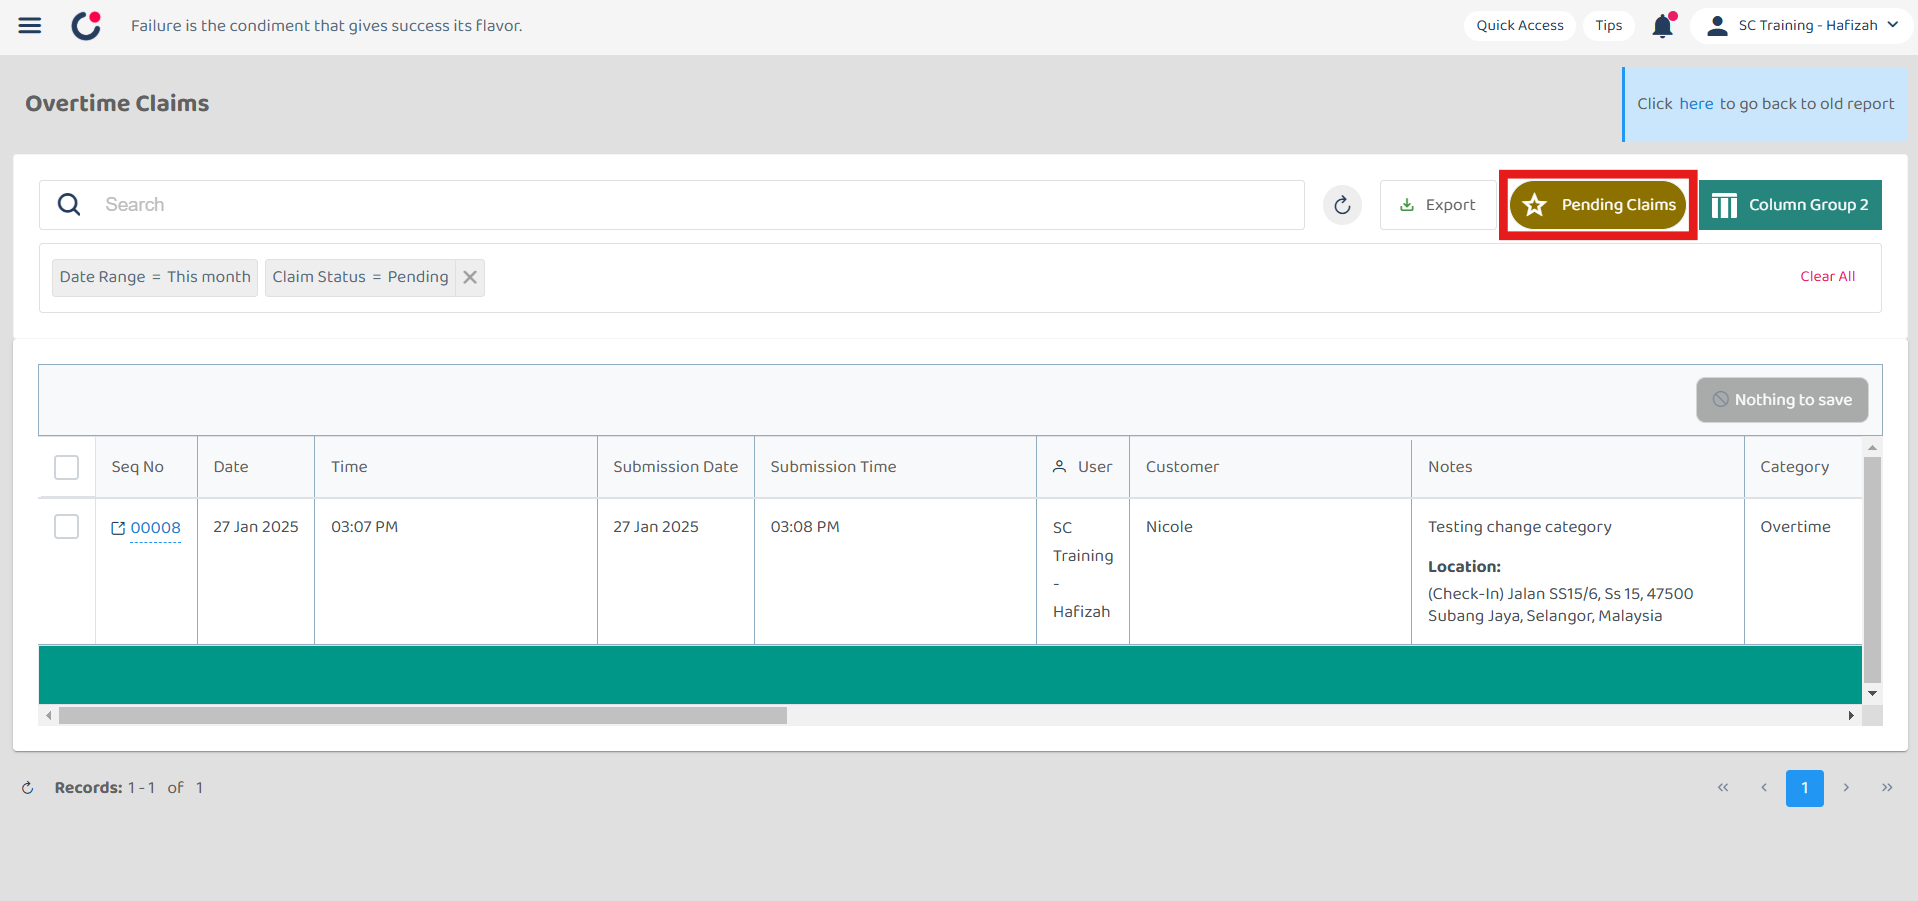 Failure is the condiment that gives success its flavor.
Quick Access
Tips
SC Training - Hafizah
Overtime Claims
Click here to go back to old report
Search
Export
Pending Claims
Column Group 2
Date Range = This month
Claim Status = Pending
Clear All
Nothing to save
Seq No
Date
Time
Submission Date
Submission Time
User
Customer
Notes
Category
00008
27 Jan 2025
03:07 PM
27 Jan 2025
03:08 PM
SC
Training
-
Hafizah
Nicole
Testing change category
Location:
(Check-In) Jalan SS15/6, Ss 15, 47500
Subang Jaya, Selangor, Malaysia
Overtime
Records: 1 - 1 of 1
« ‹ 1 › »